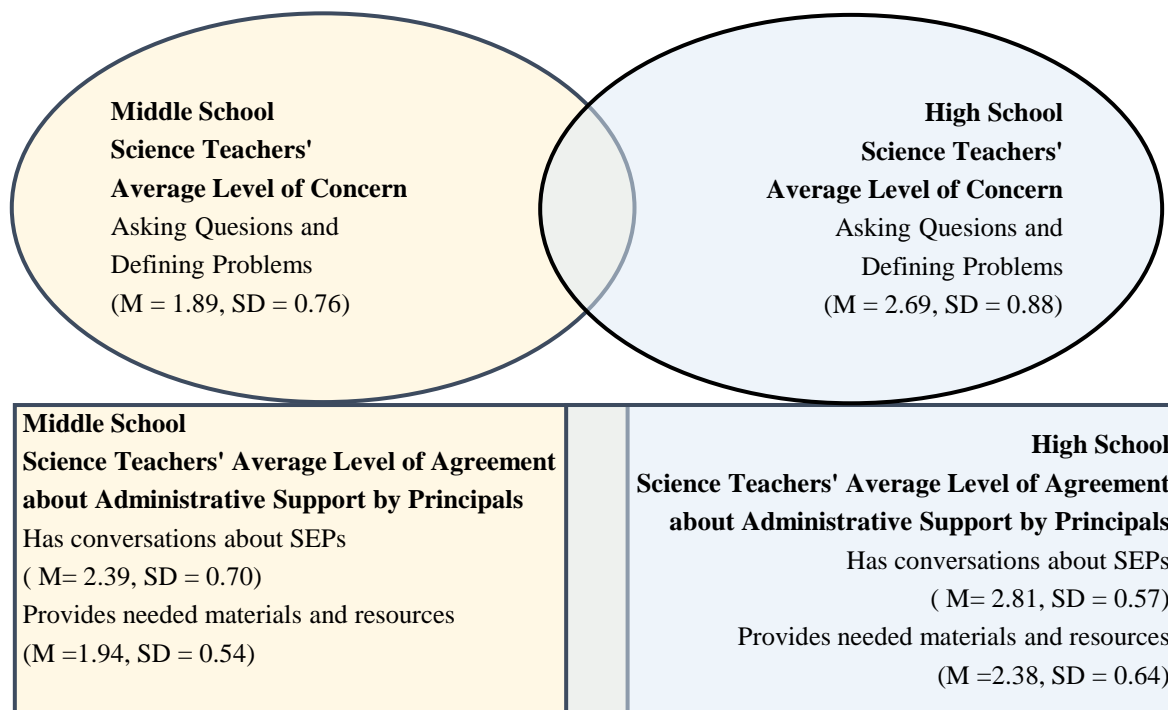 Middle School
Science Teachers'
Average Level of Concern
Asking Quesions and
Defining Problems
(M = 1.89, SD = 0.76)
High School
Science Teachers'
Average Level of Concern
Asking Quesions and
Defining Problems
(M = 2.69, SD = 0.88)
Middle School
Science Teachers' Average Level of Agreement
about Administrative Support by Principals
Has conversations about SEPs
( M= 2.39, SD = 0.70)
Provides needed materials and resources
(M =1.94, SD = 0.54)
High School
Science Teachers' Average Level of Agreement
about Administrative Support by Principals
Has conversations about SEPs
( M= 2.81, SD = 0.57)
Provides needed materials and resources
(M =2.38, SD = 0.64)